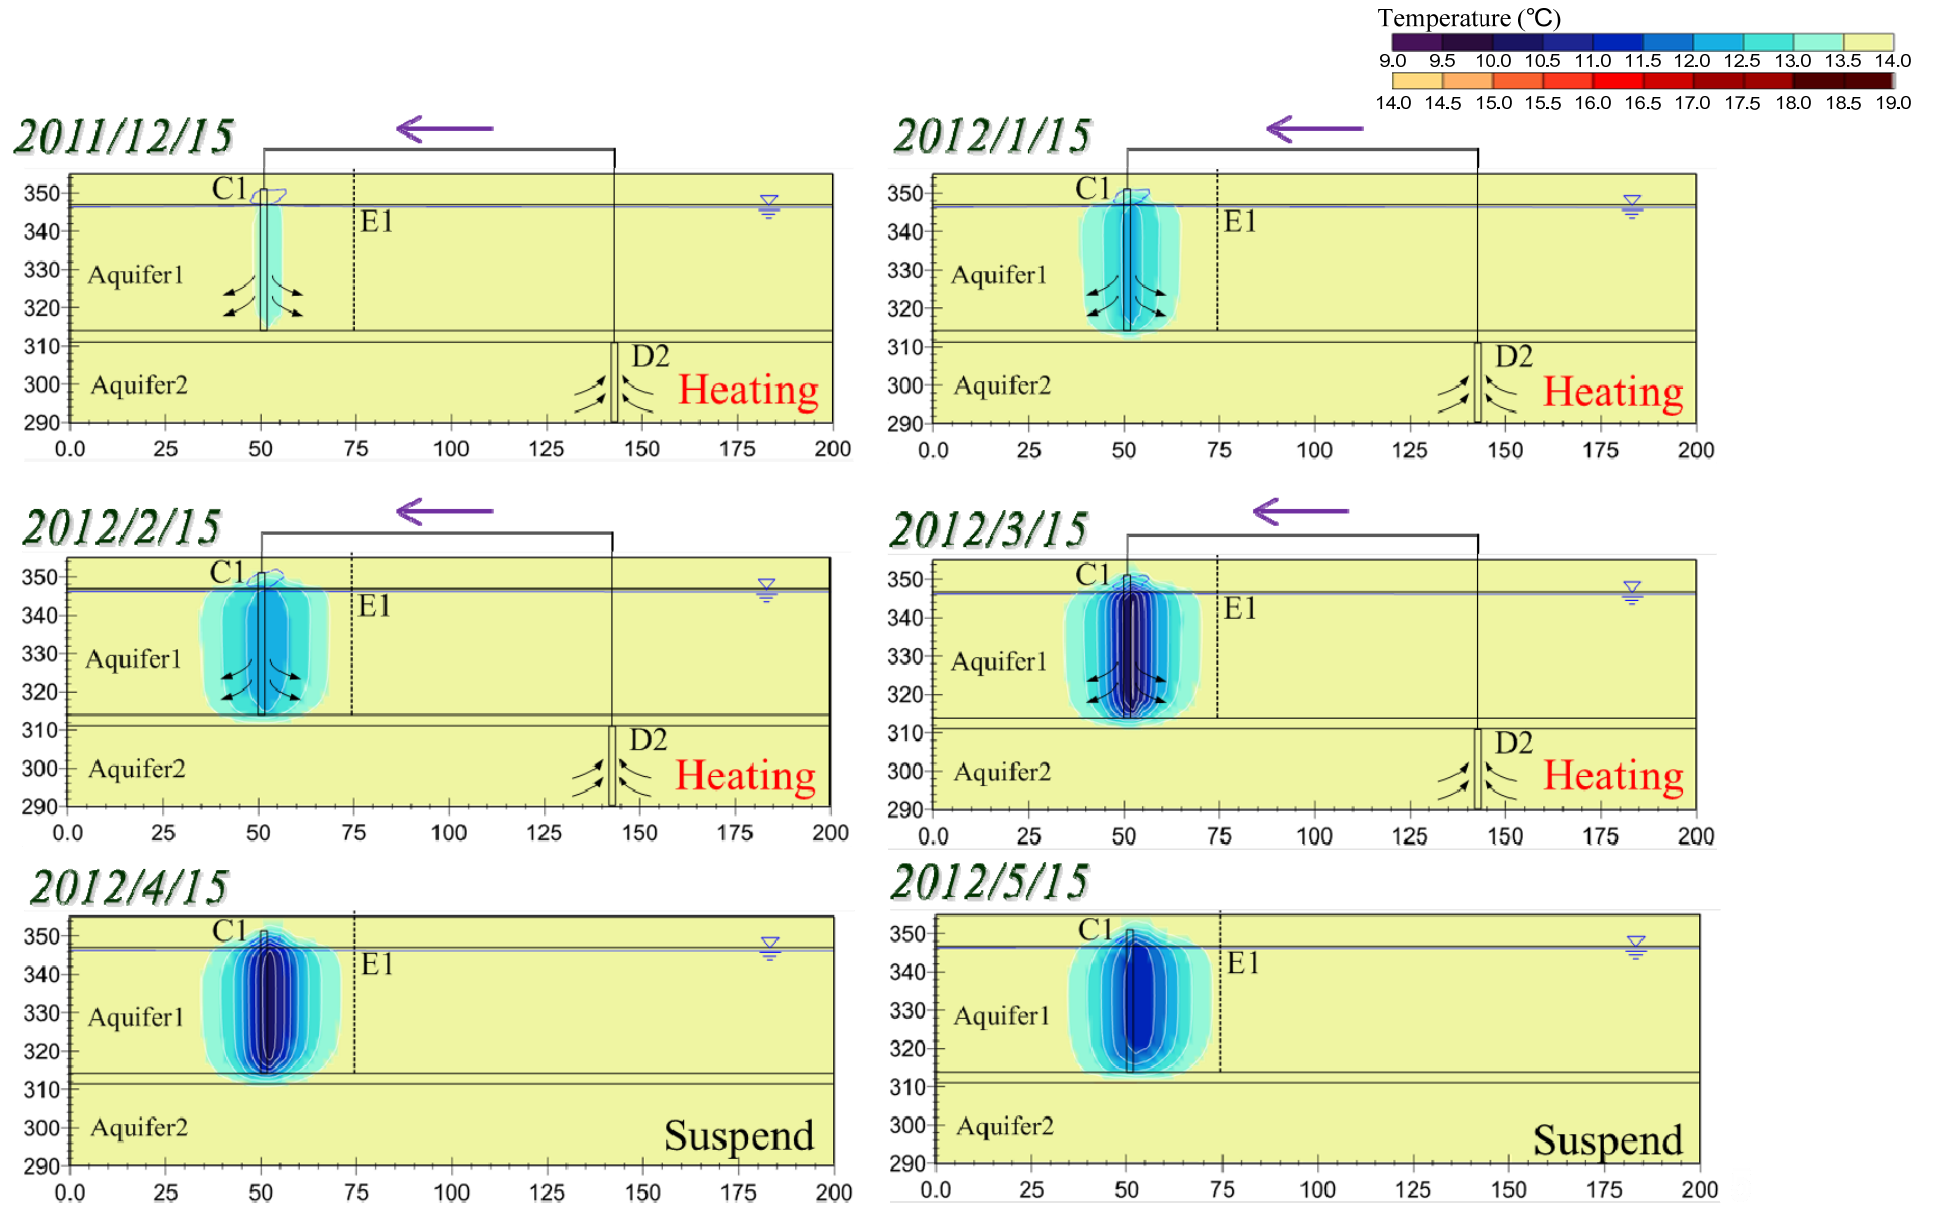 Temperature (℃)
9.0 9.5 10.0 10.5 11.0 11.5 12.0 12.5 13.0 13.5 14.0
14.0 14.5 15.0 15.5 16.0 16.5 17.0 17.5 18.0 18.5 19.0
2011/12/15
C1
E1
350
340
330
320
310
300
290
Aquifer1
Aquifer2
D2
Heating
0.0 25 50 75 100 125 150 175 200
2012/1/15
C1
E1
350
340
330
320
310
300
290
Aquifer1
Aquifer2
D2
Heating
0.0 25 50 75 100 125 150 175 200
2012/2/15
C1
E1
350
340
330
320
310
300
290
Aquifer1
Aquifer2
D2
Heating
0.0 25 50 75 100 125 150 175 200
2012/3/15
C1
E1
350
340
330
320
310
300
290
Aquifer1
Aquifer2
D2
Heating
0.0 25 50 75 100 125 150 175 200
2012/4/15
C1
E1
350
340
330
320
310
300
290
Aquifer1
Aquifer2
Suspend
0.0 25 50 75 100 125 150 175 200
2012/5/15
C1
E1
350
340
330
320
310
300
290
Aquifer1
Aquifer2
Suspend
0.0 25 50 75 100 125 150 175 200